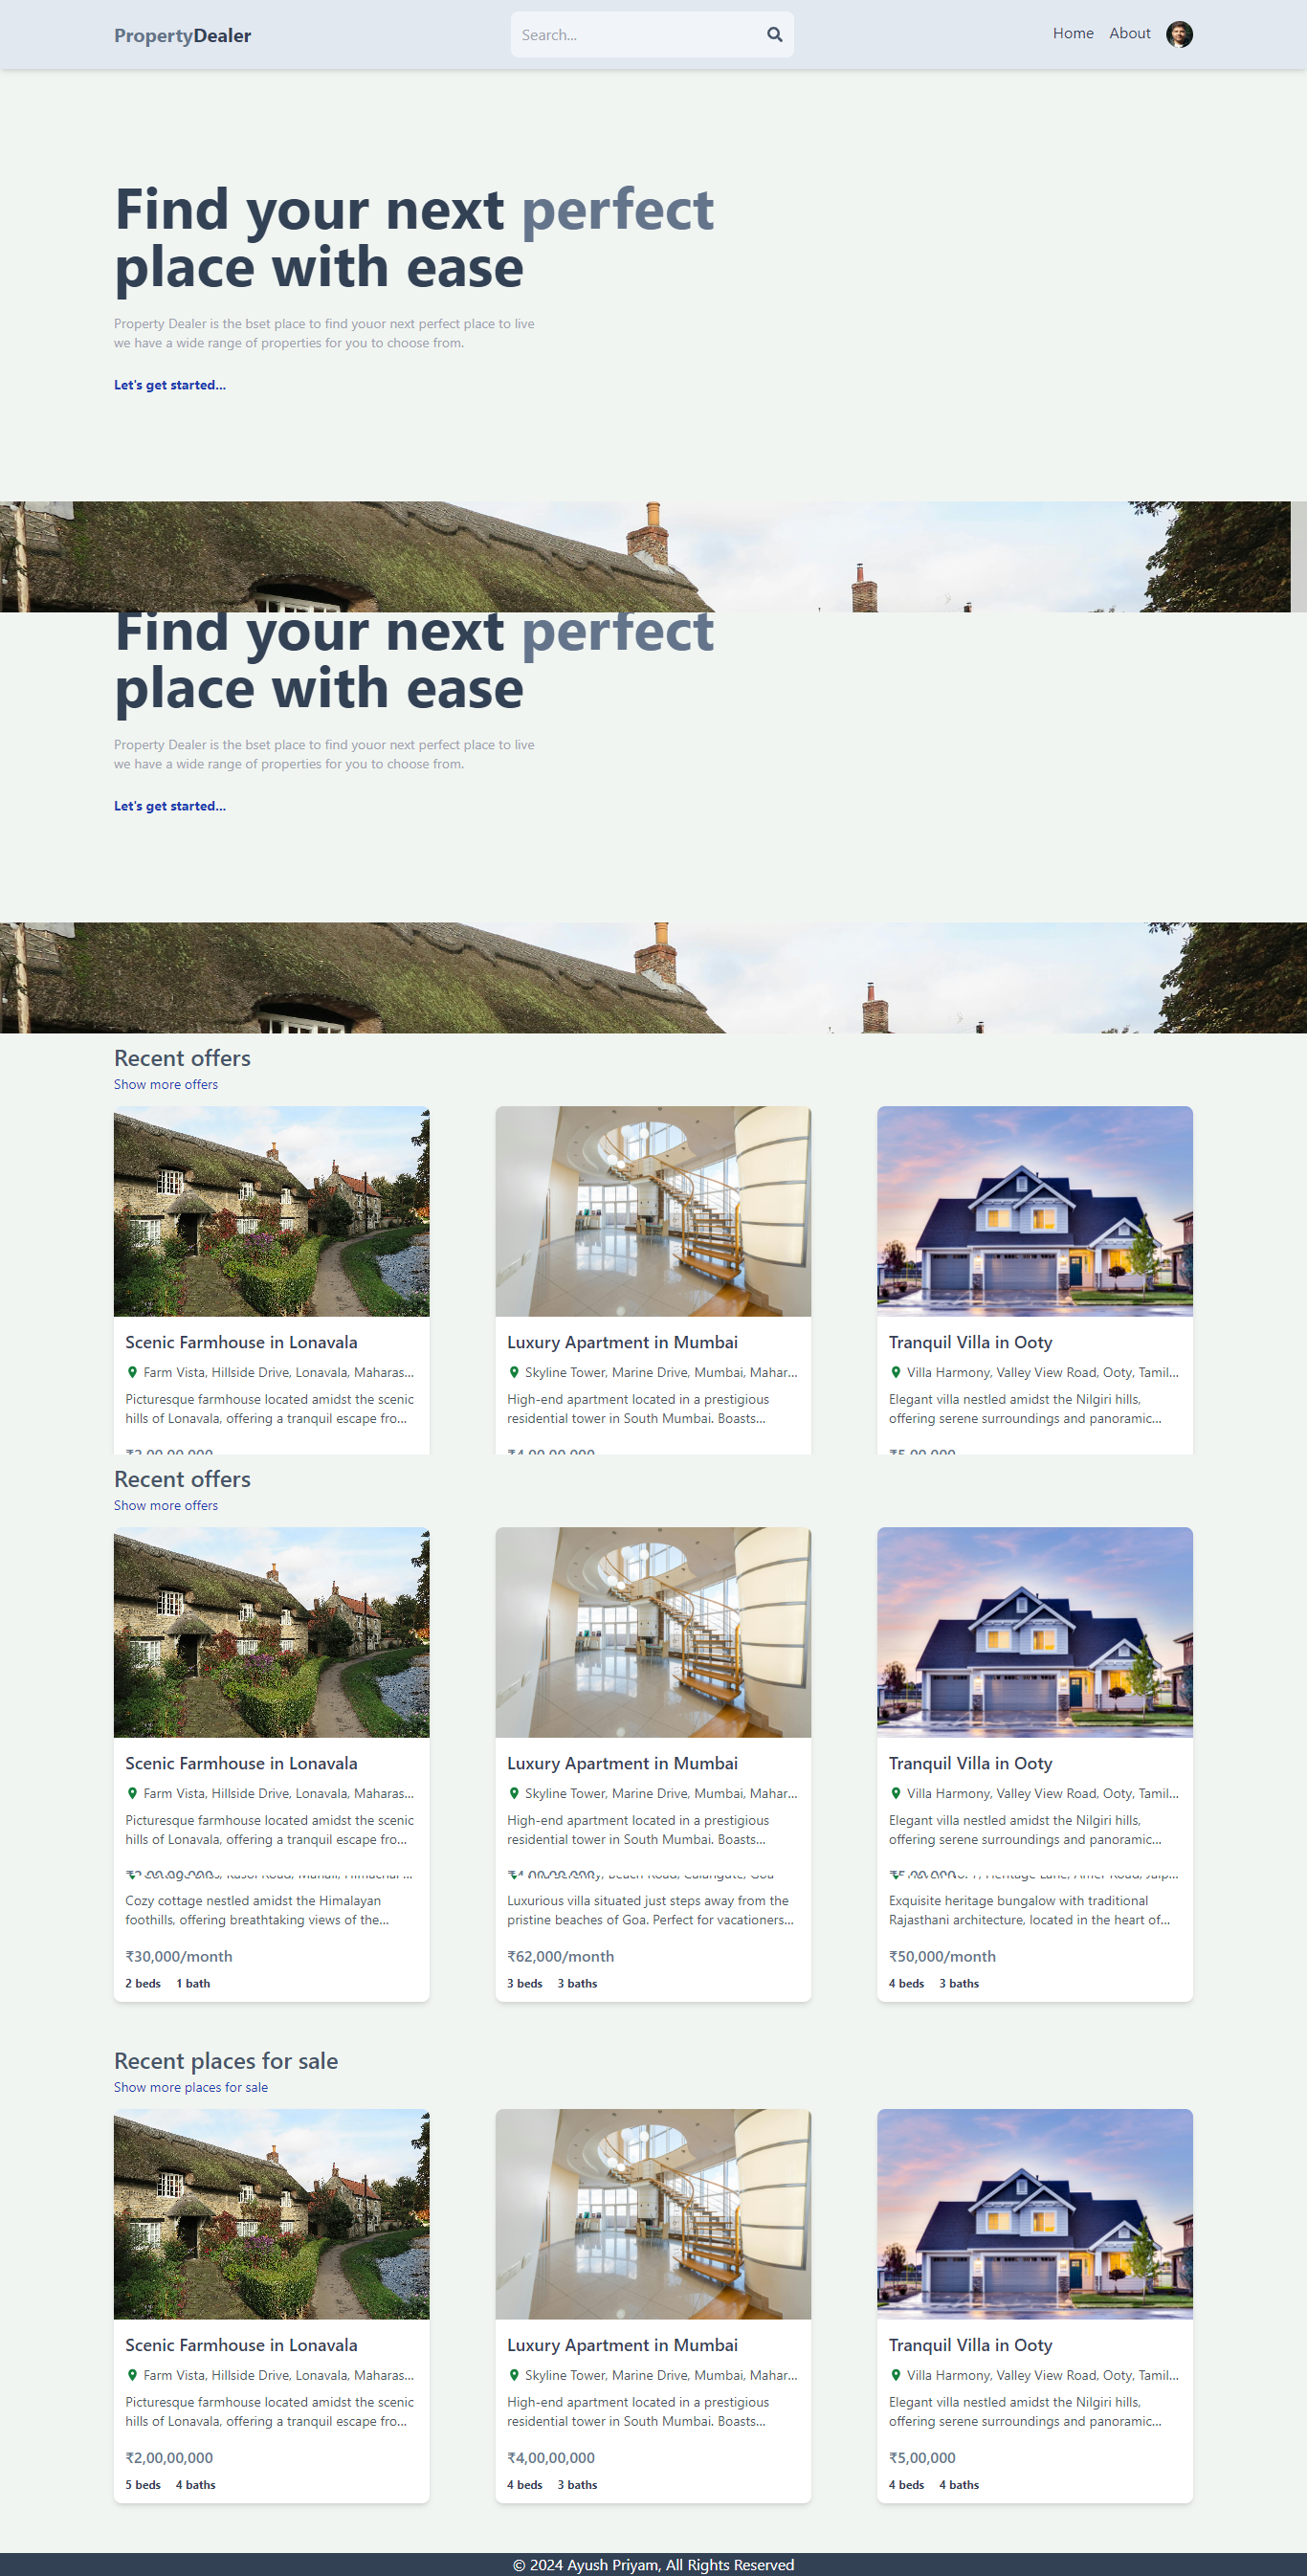 PropertyDealer
Search...
Home About
Find your next perfect
place with ease
Property Dealer is the bset place to find youor next perfect place to live
we have a wide range of properties for you to choose from.
Let's get started...
Find your next perfect
place with ease
Property Dealer is the bset place to find youor next perfect place to live
we have a wide range of properties for you to choose from.
Let's get started...
Recent offers
Show more offers
Scenic Farmhouse in Lonavala
Farm Vista, Hillside Drive, Lonavala, Maharas...
Picturesque farmhouse located amidst the scenic
hills of Lonavala, offering a tranquil escape fro...
Luxury Apartment in Mumbai
Skyline Tower, Marine Drive, Mumbai, Mahar...
High-end apartment located in a prestigious
residential tower in South Mumbai. Boasts...
Tranquil Villa in Ooty
Villa Harmony, Valley View Road, Ooty, Tamil...
Elegant villa nestled amidst the Nilgiri hills,
offering serene surroundings and panoramic...
Recent offers
Show more offers
Scenic Farmhouse in Lonavala
Farm Vista, Hillside Drive, Lonavala, Maharas...
Picturesque farmhouse located amidst the scenic
hills of Lonavala, offering a tranquil escape fro...
Cozy cottage nestled amidst the Himalayan
foothills, offering breathtaking views of the...
₹30,000/month
2 beds 1 bath
Luxury Apartment in Mumbai
Skyline Tower, Marine Drive, Mumbai, Mahar...
High-end apartment located in a prestigious
residential tower in South Mumbai. Boasts...
Luxurious villa situated just steps away from the
pristine beaches of Goa. Perfect for vacationers...
₹62,000/month
3 beds 3 baths
Tranquil Villa in Ooty
Villa Harmony, Valley View Road, Ooty, Tamil...
Elegant villa nestled amidst the Nilgiri hills,
offering serene surroundings and panoramic...
Exquisite heritage bungalow with traditional
Rajasthani architecture, located in the heart of...
₹50,000/month
4 beds 3 baths
Recent places for sale
Show more places for sale
Scenic Farmhouse in Lonavala
Farm Vista, Hillside Drive, Lonavala, Maharas...
Picturesque farmhouse located amidst the scenic
hills of Lonavala, offering a tranquil escape fro...
₹2,00,00,000
5 beds 4 baths
Luxury Apartment in Mumbai
Skyline Tower, Marine Drive, Mumbai, Mahar...
High-end apartment located in a prestigious
residential tower in South Mumbai. Boasts...
₹4,00,00,000
4 beds 3 baths
Tranquil Villa in Ooty
Villa Harmony, Valley View Road, Ooty, Tamil...
Elegant villa nestled amidst the Nilgiri hills,
offering serene surroundings and panoramic...
₹5,00,000
4 beds 4 baths
© 2024 Ayush Priyam, All Rights Reserved